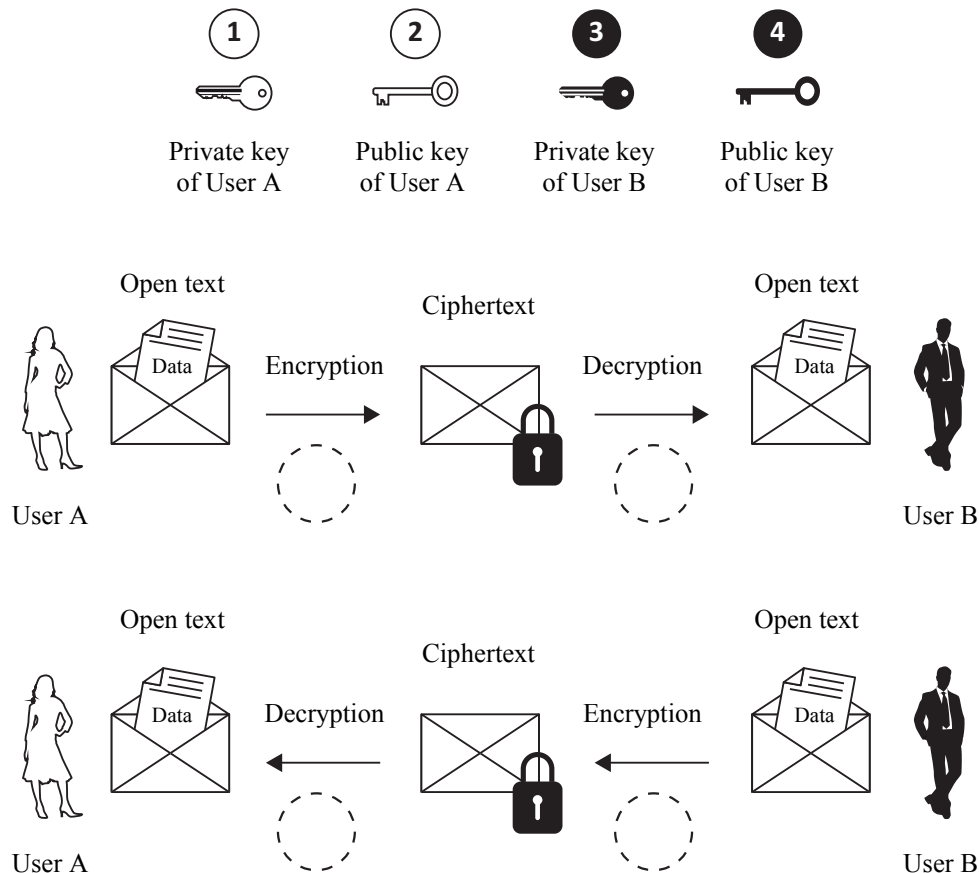 1 2 3 4
Private key Public key Private key Public key
of User A of User A of User B of User B
Open text Open text
Ciphertext
Data Encryption Decryption Data
User A User B
Open text Open text
Ciphertext
Data Decryption Encryption Data
User A User B